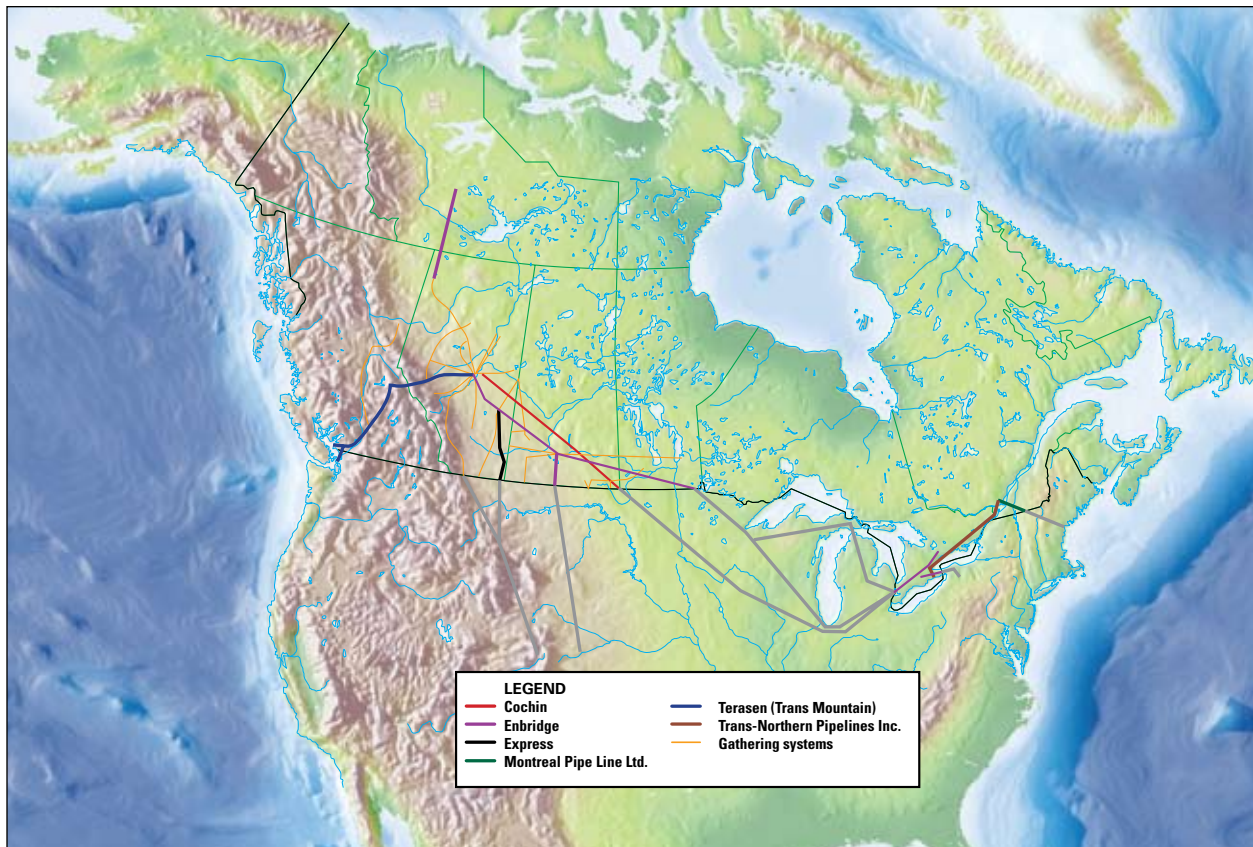 LEGEND
Cochin
Enbridge
Express
Montreal Pipe Line Ltd.
Terasen (Trans Mountain)
Trans-Northern Pipelines Inc.
Gathering systems